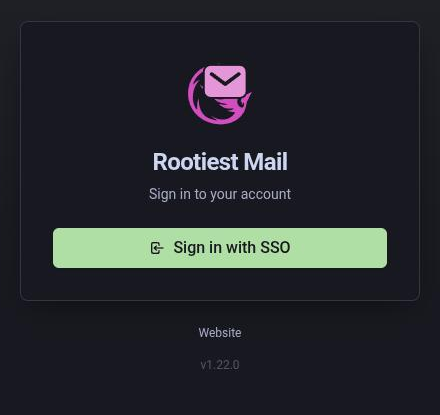 Rootiest Mail
Sign in to your account
Sign in with SSO
Website
v1.22.0